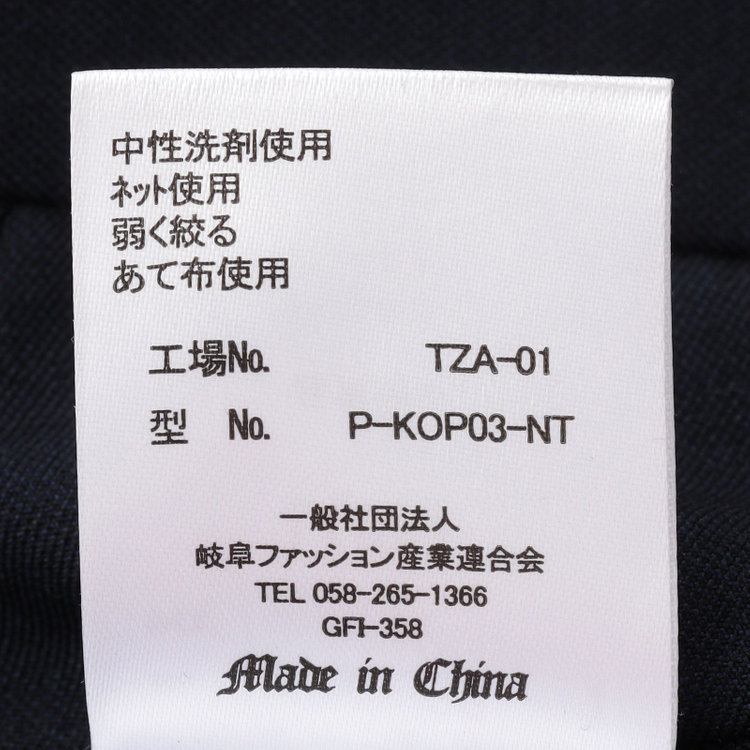 中性洗剤使用
ネット使用
弱く絞る
あて布使用
工場No. TZA-01
型 No. P-KOP03-NT
一般社団法人
岐阜ファッション産業連合会
TEL 058-265-1366
GFI-358
Made in China